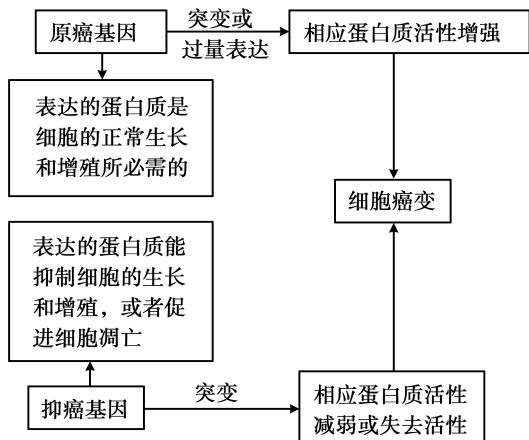 原癌基因
突变或
过量表达
相应蛋白质活性增强
表达的蛋白质是
细胞的正常生长
和增殖所必需的
细胞癌变
表达的蛋白质能
抑制细胞的生长
和增殖，或者促
进细胞凋亡
抑癌基因
突变
相应蛋白质活性
减弱或失去活性